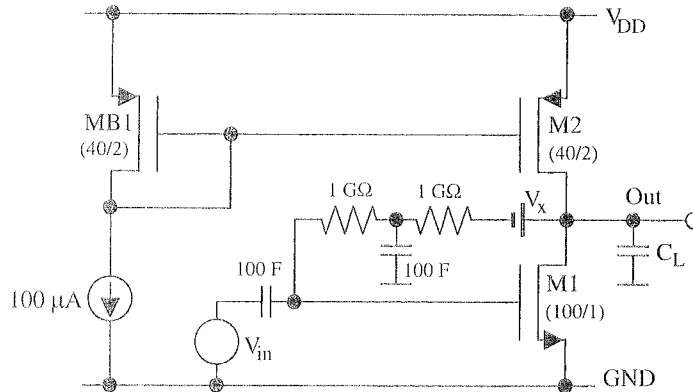 V_DD
MB1
(40/2)
M2
(40/2)
1 GΩ
1 GΩ
V_x
Out
100 F
100 F
C_L
M1
(100/1)
100 μA
V_in
GND